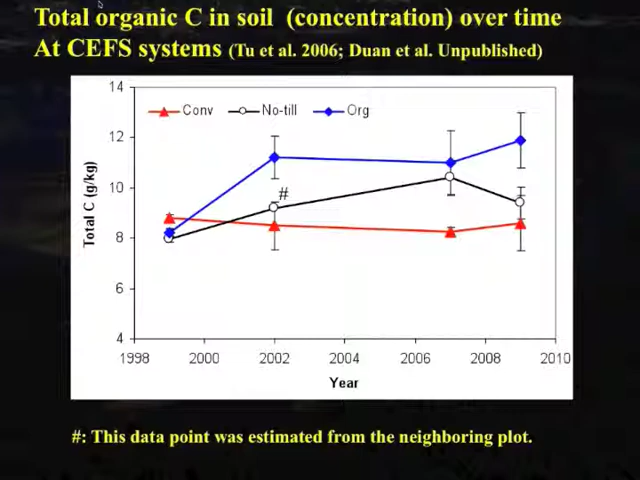 Total organic C in soil (concentration) over time
At CEFS systems (Tu et al. 2006; Duan et al. Unpublished)
14
Conv No-till Org
12
#
10
Total C (g/kg)
8
6
4
1998 2000 2002 2004 2006 2008 2010
Year
#: This data point was estimated from the neighboring plot.